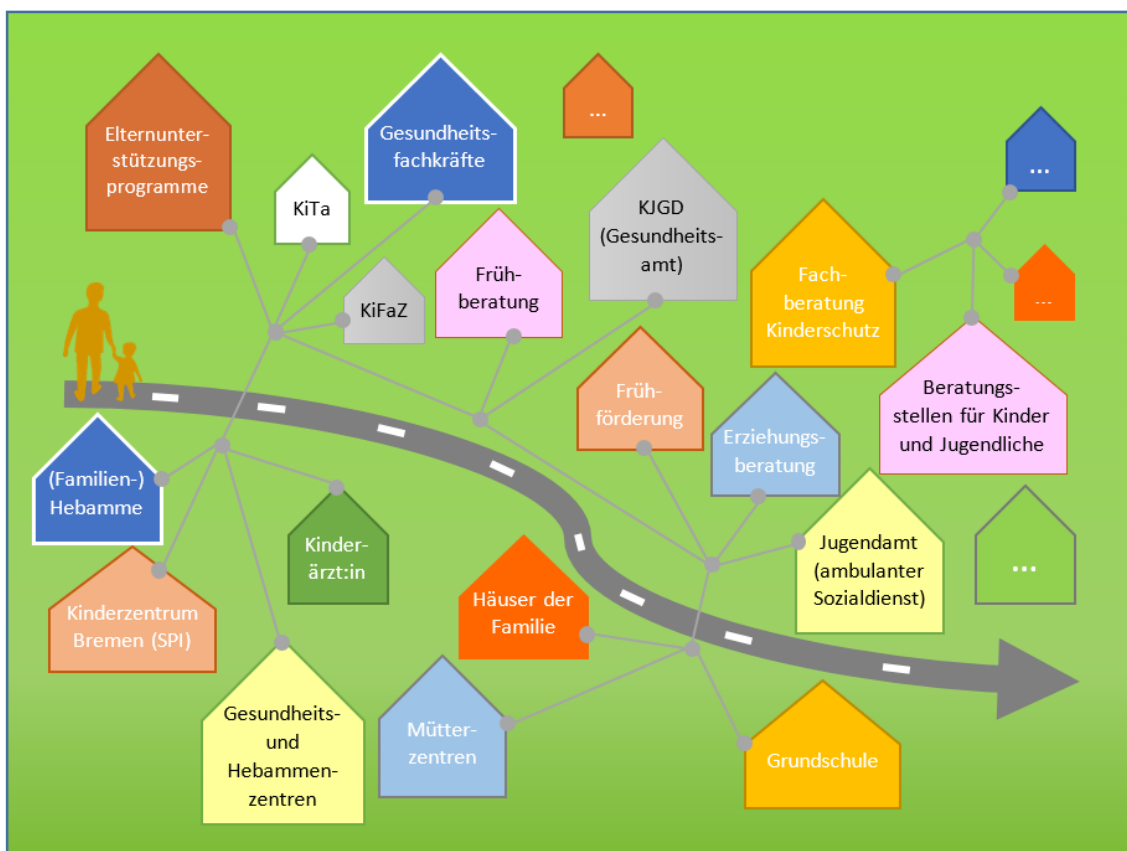 Elternunter-
stützungs-
programme
KiTa
Gesundheits-
fachkräfte
...
...
KiFaZ
Früh-
beratung
KJGD
(Gesundheits-
amt)
Fach-
beratung
Kinderschutz
...
Beratungs-
stellen für Kinder
und Jugendliche
(Familien-)
Hebamme
Kinder-
ärzt:in
Früh-
förderung
Erziehungs-
beratung
Jugendamt
(ambulanter
Sozialdienst)
...
Kinderzentrum
Bremen (SPI)
Häuser der
Familie
Gesundheits-
und
Hebammen-
zentren
Mütter-
zentren
Grundschule